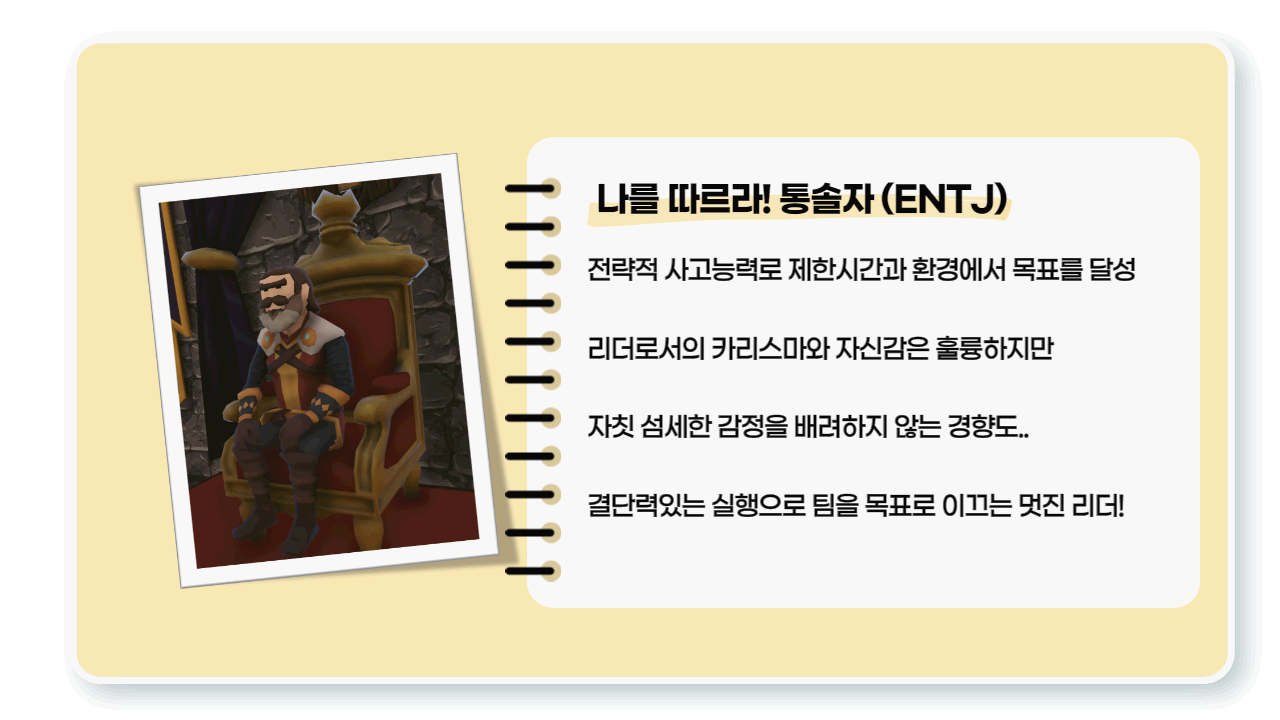 나를 따르라! 통솔자 (ENTJ)
전략적 사고능력로 제한시간과 환경에서 목표를 달성
리더로서의 카리스마와 자신감은 훌륭하지만
자칫 섬세한 감정을 배려하지 않는 경향도..
결단력있는 실행으로 팀을 목표로 이끄는 멋진 리더!